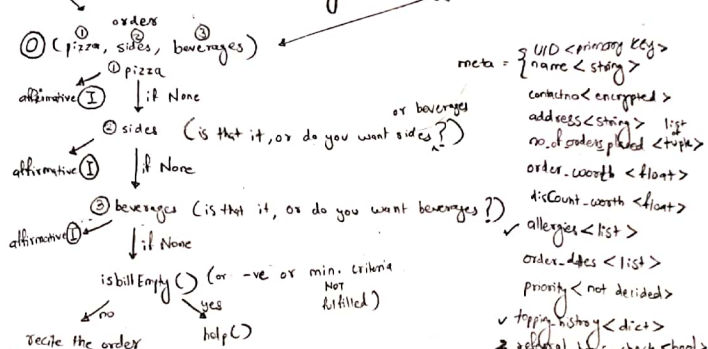 orders
① ② ③
O (pizza, sides, beverages)
① pizza
affirmative I if None
or beverages
② sides (is that it, or do you want sides ?)
affirmative I if None
③ beverages (is that it, or do you want beverages ?)
affirmative I if None
isbillEmpty() (or -ve or min. criteria
NOT
fulfilled)
no yes
recite the order help()
meta = { UID <primary key>
name < string >
contactno < encrypted >
address <string>
list of
no_of_orders placed <tuple>
order_worth <float>
disCount_worth <float>
✓ allergies <list>
order_dates <list>
priority < not decided>
✓ topping_histroy <dict>